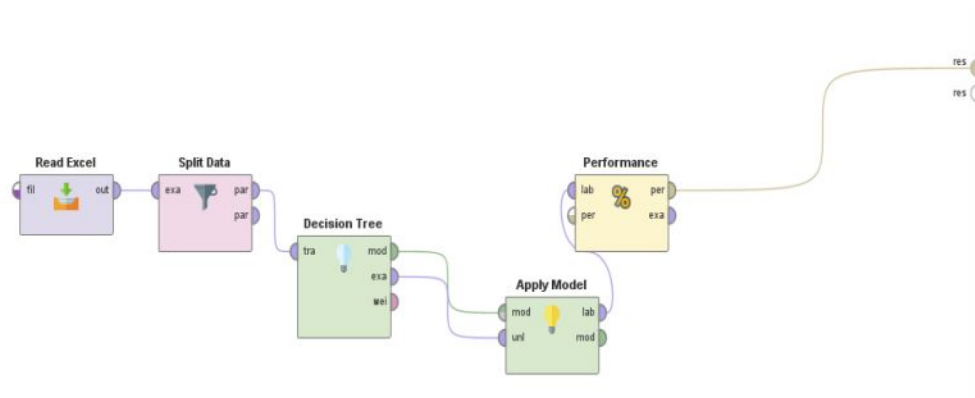 res
res
Read Excel
fil out
Split Data
exa par
par
Decision Tree
tra mod
exa
wei
Performance
lab per
per exa
Apply Model
mod lab
unl mod
%